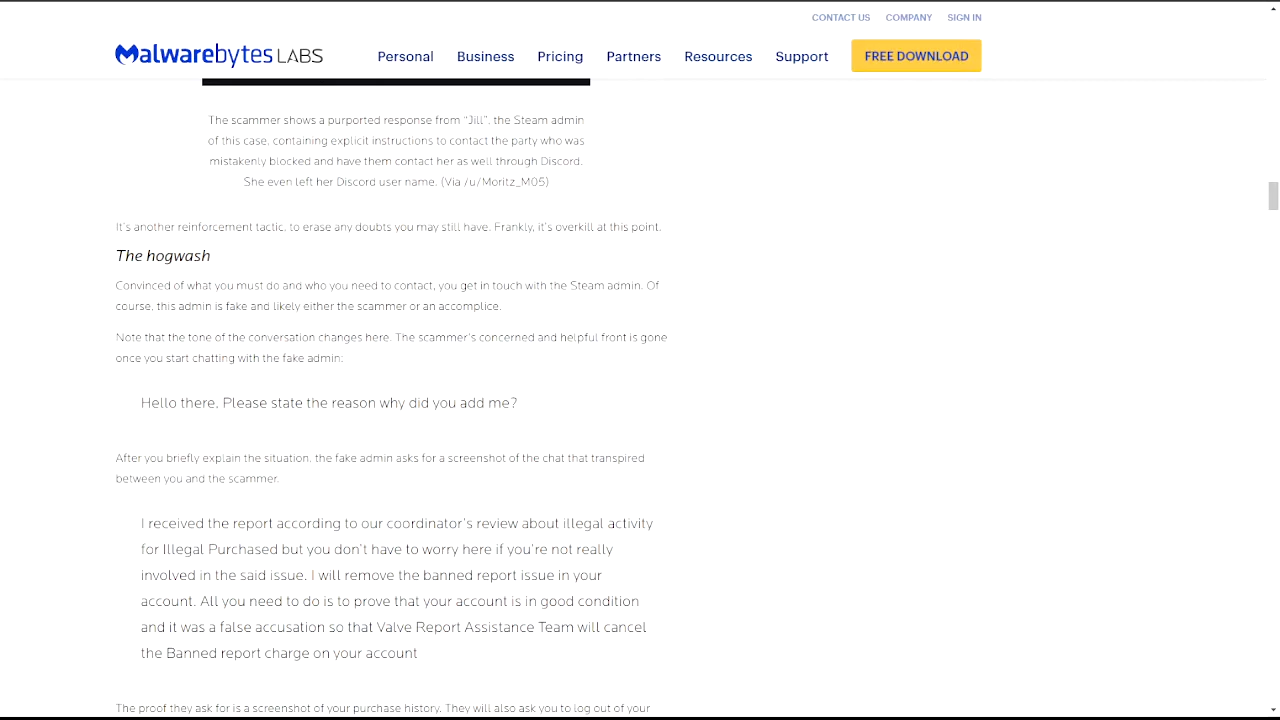 CONTACT US COMPANY SIGN IN
Malwarebytes LABS Personal Business Pricing Partners Resources Support FREE DOWNLOAD
The scammer shows a purported response from “Jill”, the Steam admin
of this case, containing explicit instructions to contact the party who was
mistakenly blocked and have them contact her as well through Discord.
She even left her Discord user name. (Via /u/Moritz_M05)
It's another reinforcement tactic, to erase any doubts you may still have. Frankly, it's overkill at this point.
The hogwash
Convinced of what you must do and who you need to contact, you get in touch with the Steam admin. Of
course, this admin is fake and likely either the scammer or an accomplice.
Note that the tone of the conversation changes here. The scammer's concerned and helpful front is gone
once you start chatting with the fake admin:
Hello there. Please state the reason why did you add me?
After you briefly explain the situation, the fake admin asks for a screenshot of the chat that transpired
between you and the scammer.
I received the report according to our coordinator's review about illegal activity
for Illegal Purchased but you don't have to worry here if you're not really
involved in the said issue. I will remove the banned report issue in your
account. All you need to do is to prove that your account is in good condition
and it was a false accusation so that Valve Report Assistance Team will cancel
the Banned report charge on your account
The proof they ask for is a screenshot of your purchase history. They will also ask you to log out of your